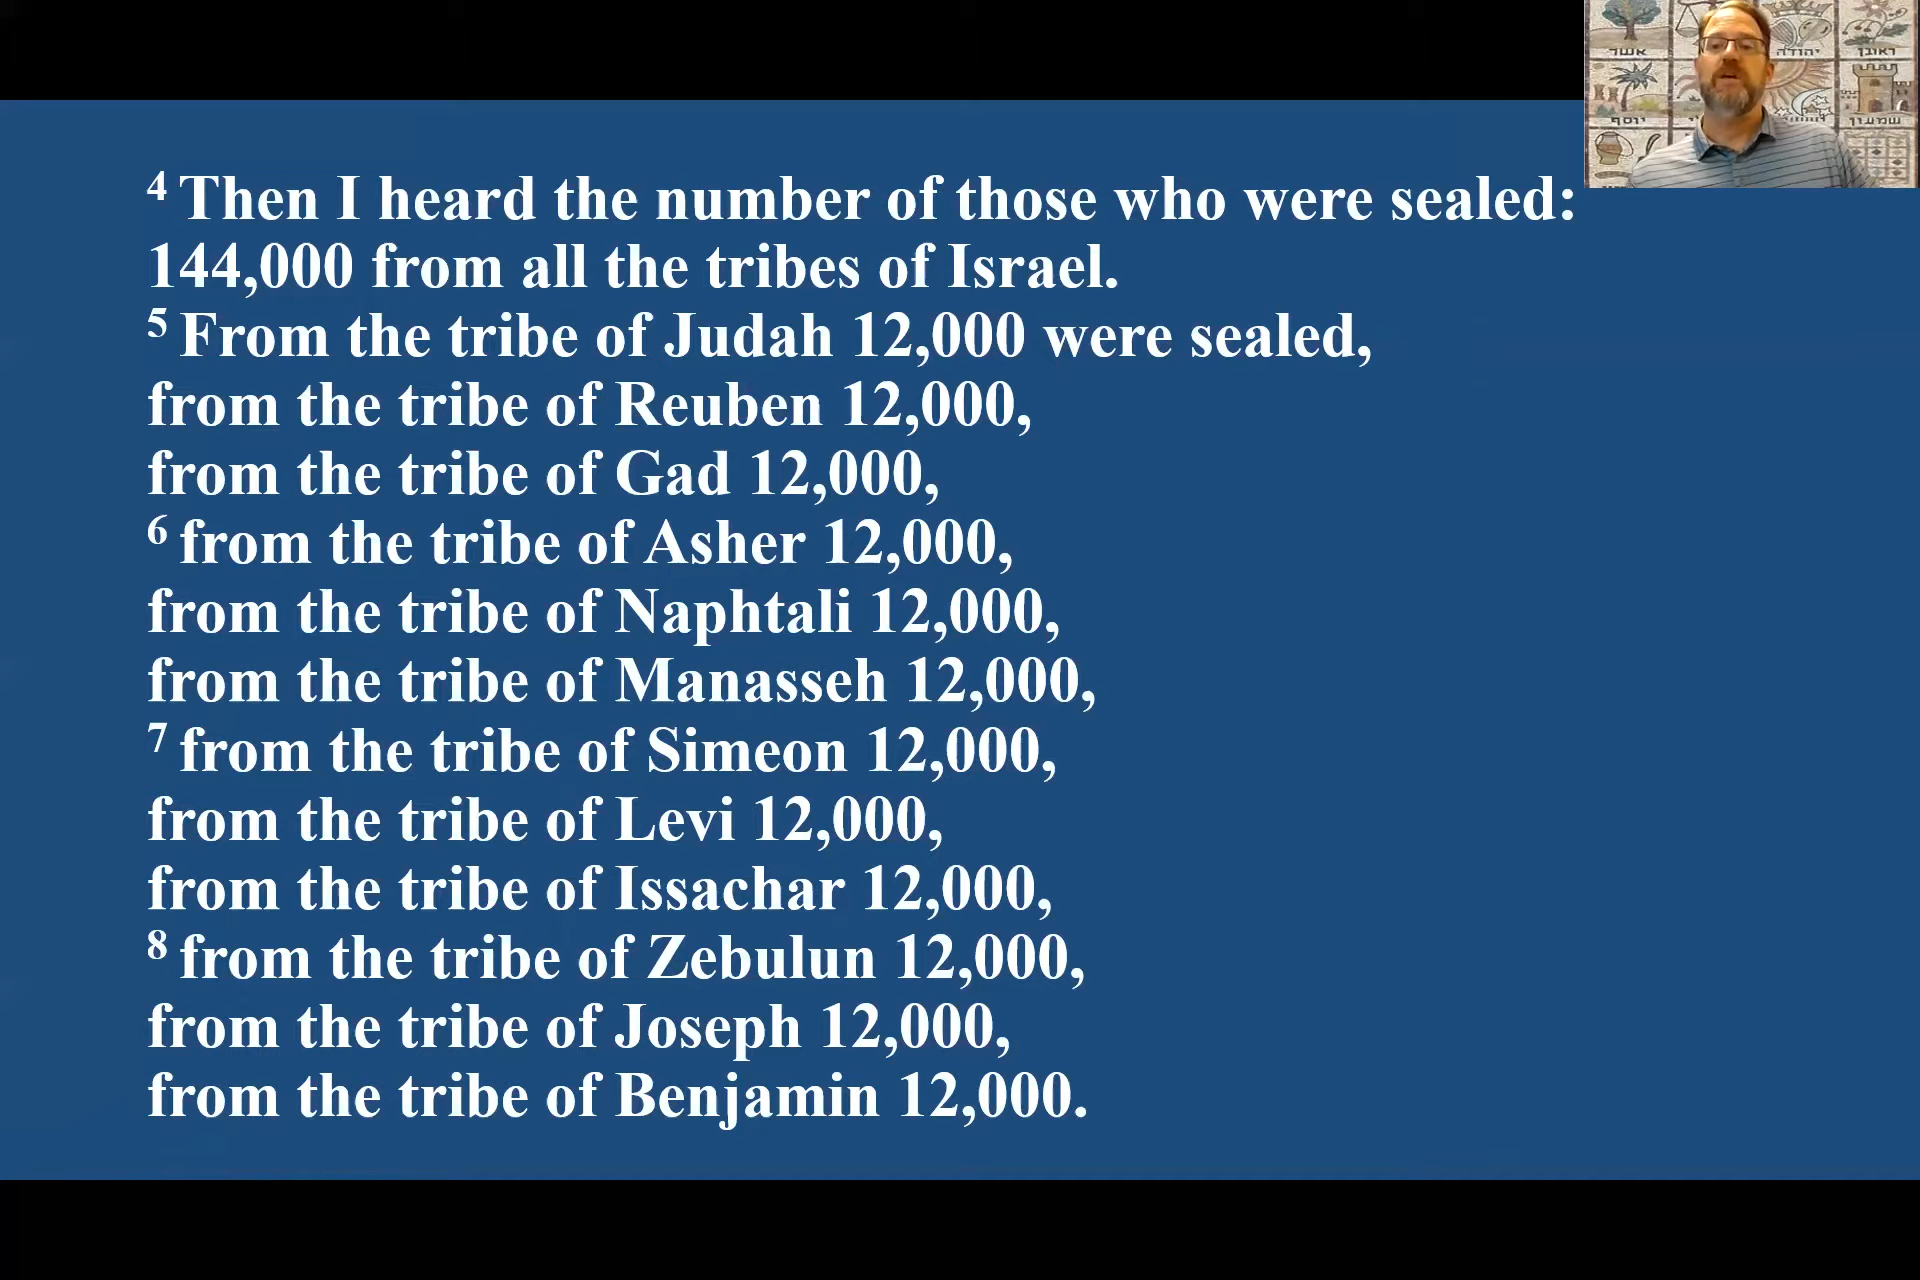 4 Then I heard the number of those who were sealed:
144,000 from all the tribes of Israel.
5 From the tribe of Judah 12,000 were sealed,
from the tribe of Reuben 12,000,
from the tribe of Gad 12,000,
6 from the tribe of Asher 12,000,
from the tribe of Naphtali 12,000,
from the tribe of Manasseh 12,000,
7 from the tribe of Simeon 12,000,
from the tribe of Levi 12,000,
from the tribe of Issachar 12,000,
8 from the tribe of Zebulun 12,000,
from the tribe of Joseph 12,000,
from the tribe of Benjamin 12,000.
אשר
יהודה
ראובן
יוסף
שמעון